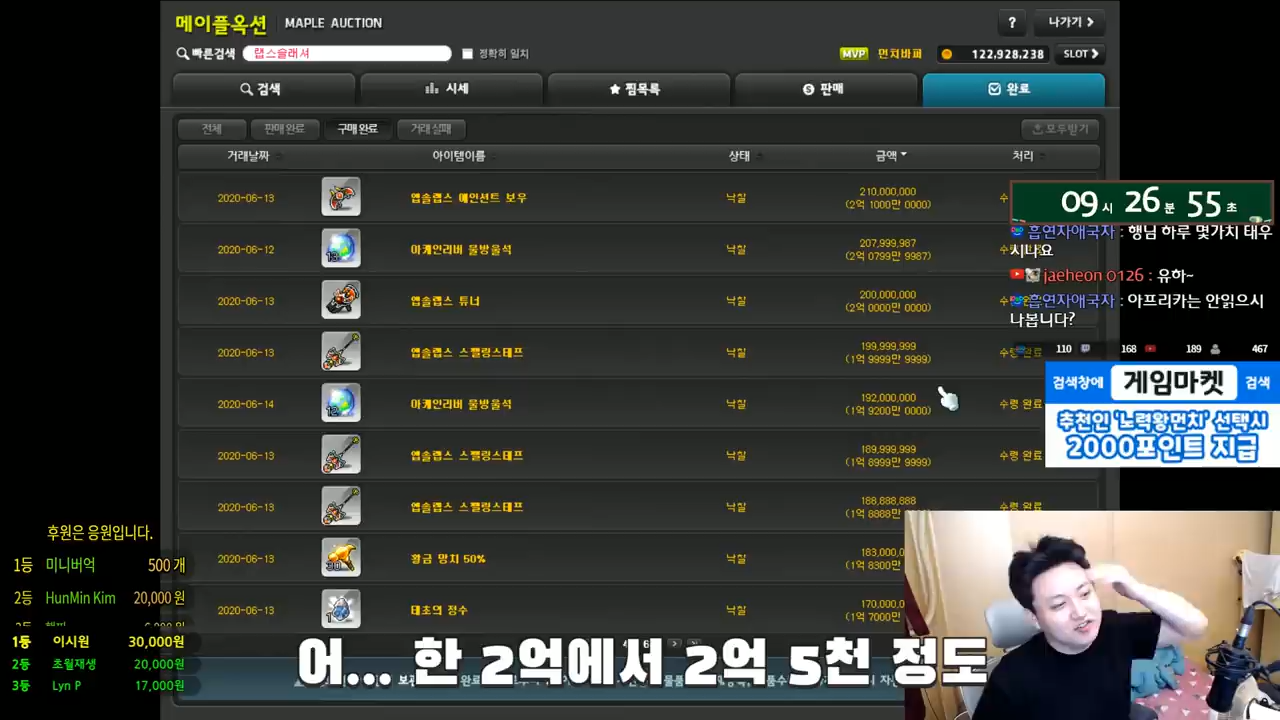 메이플옥션 MAPLE AUCTION
? 나가기 >
빠른검색 랩스슬래셔 정확히 일치
MVP 먼치바퍼 122,928,238 SLOT >
검색 시세 찜목록 판매 완료
전체 판매 완료 구매 완료 거래 실패 모두받기
거래날짜 아이템이름 상태 금액 처리
2020-06-13 앱솔랩스 에인션트 보우 낙찰 210,000,000
(2억 1000만 0000)
2020-06-12 13 아케인리버 물방울석 낙찰 207,999,987
(2억 0799만 9987)
2020-06-13 앱솔랩스 튜너 낙찰 200,000,000
(2억 0000만 0000)
2020-06-13 앱솔랩스 스펠링스태프 낙찰 199,999,999
(1억 9999만 9999)
2020-06-14 12 아케인리버 물방울석 낙찰 192,000,000 수령 완료
(1억 9200만 0000)
2020-06-13 앱솔랩스 스펠링스태프 낙찰 189,999,999 수령 완료
(1억 8999만 9999)
2020-06-13 앱솔랩스 스펠링스태프 낙찰 188,888,888 수령 완료
(1억 8888만
2020-06-13 30 황금 망치 50% 낙찰 183,000,0
(1억 8300만
2020-06-13 1 태초의 정수 낙찰 170,000,0
(1억 7000만
09시 26분 55초
흡연자애국자 : 행님 하루 몇가치 태우
시나요
jaeheon 0126 : 유하~
흡연자애국자 : 아프리카는 안읽으시
나봅니다?
110 168 189 467
검색창에 게임마켓 검색
추천인 '노력왕먼치' 선택시
2000포인트 지급
후원은 응원입니다.
1등 미니버억 500개
2등 HunMin Kim 20,000원
1등 이시원 30,000원
2등 초월재생 20,000원
3등 Lyn P 17,000원
어... 한 2억에서 2억 5천 정도